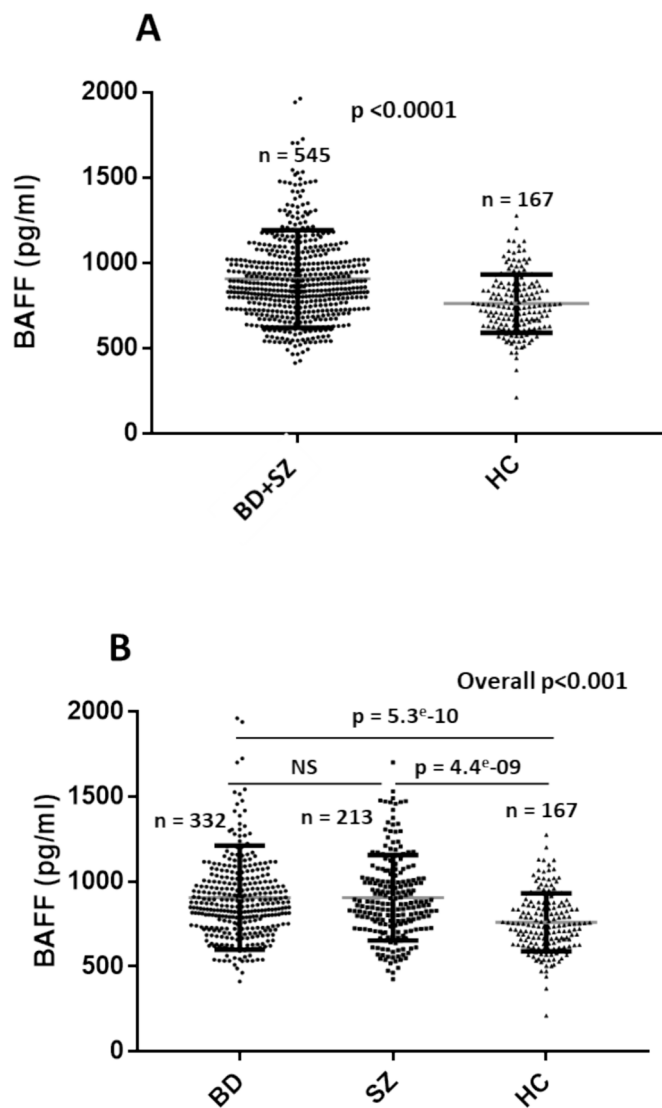 A
2000
p <0.0001
n = 545
1500
n = 167
BAFF (pg/ml)
1000
500
0
BD+SZ
HC
B
Overall p<0.001
2000
p = 5.3ᵉ-10
NS
p = 4.4ᵉ-09
1500
n = 332
n = 213
n = 167
BAFF (pg/ml)
1000
500
0
BD
SZ
HC